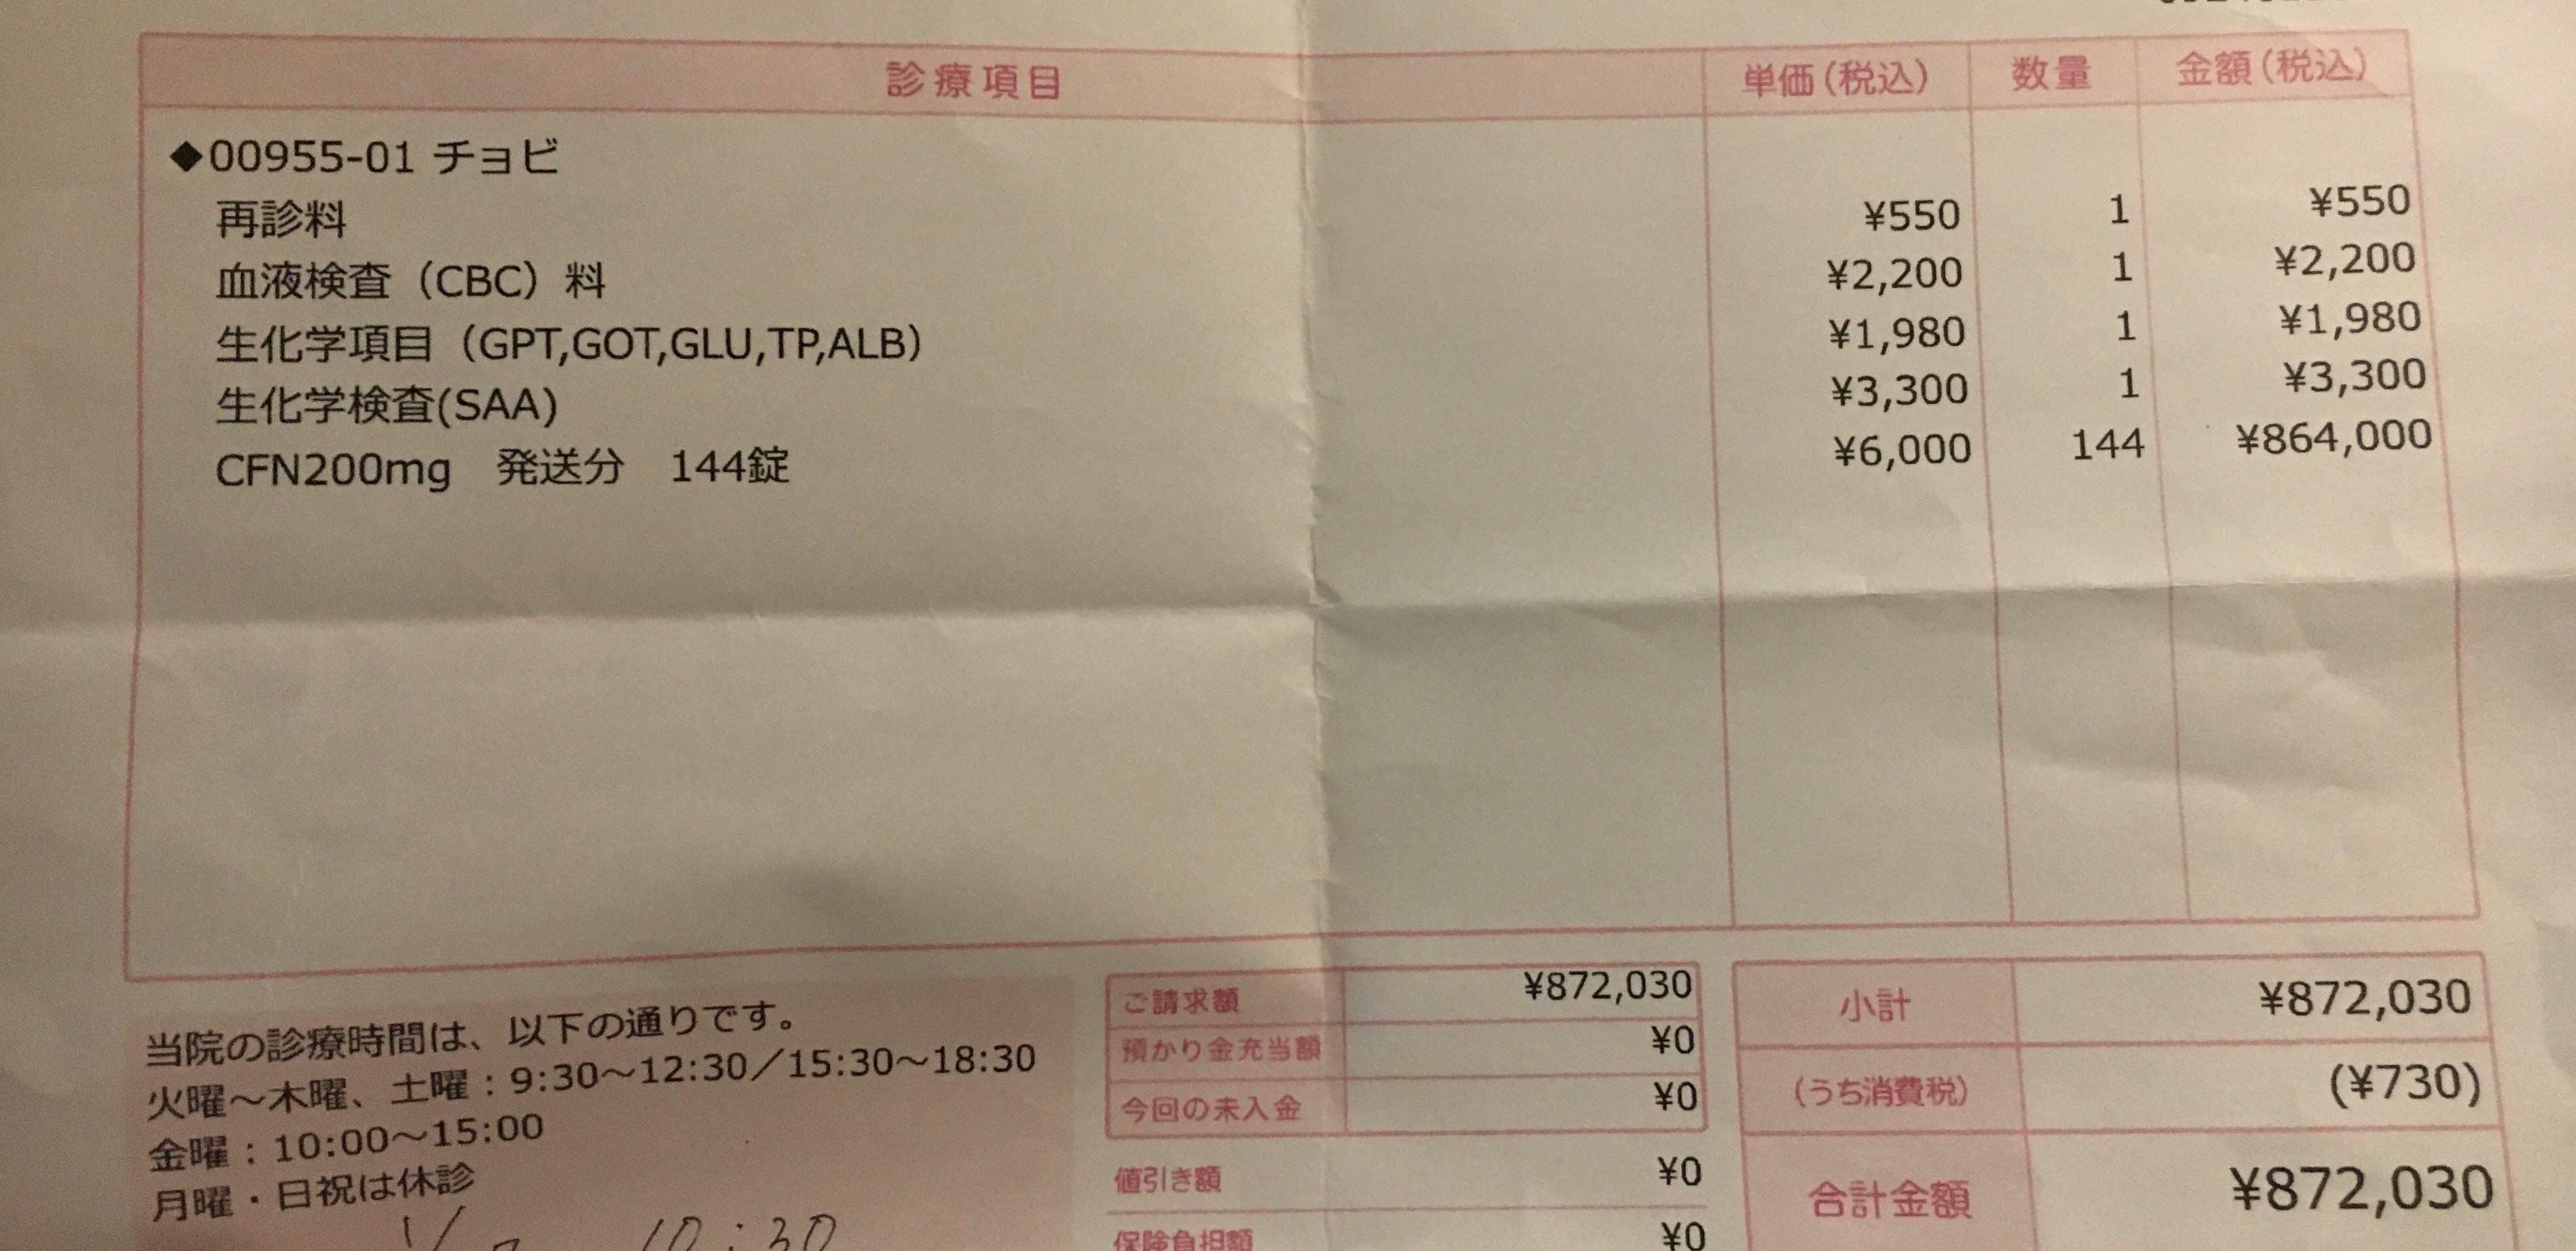 診療項目 単価(税込) 数量 金額(税込)
◆00955-01 チョビ
再診料 ¥550 1 ¥550
血液検査（CBC）料 ¥2,200 1 ¥2,200
生化学項目（GPT,GOT,GLU,TP,ALB） ¥1,980 1 ¥1,980
生化学検査(SAA) ¥3,300 1 ¥3,300
CFN200mg　発送分　144錠 ¥6,000 144 ¥864,000
当院の診療時間は、以下の通りです。
火曜～木曜、土曜：9:30～12:30／15:30～18:30
金曜：10:00～15:00
月曜・日祝は休診
10:30
ご請求額 ¥872,030
預かり金充当額 ¥0
今回の未入金 ¥0
値引き額 ¥0
保険負担額 ¥0
小計 ¥872,030
(うち消費税) (¥730)
合計金額 ¥872,030